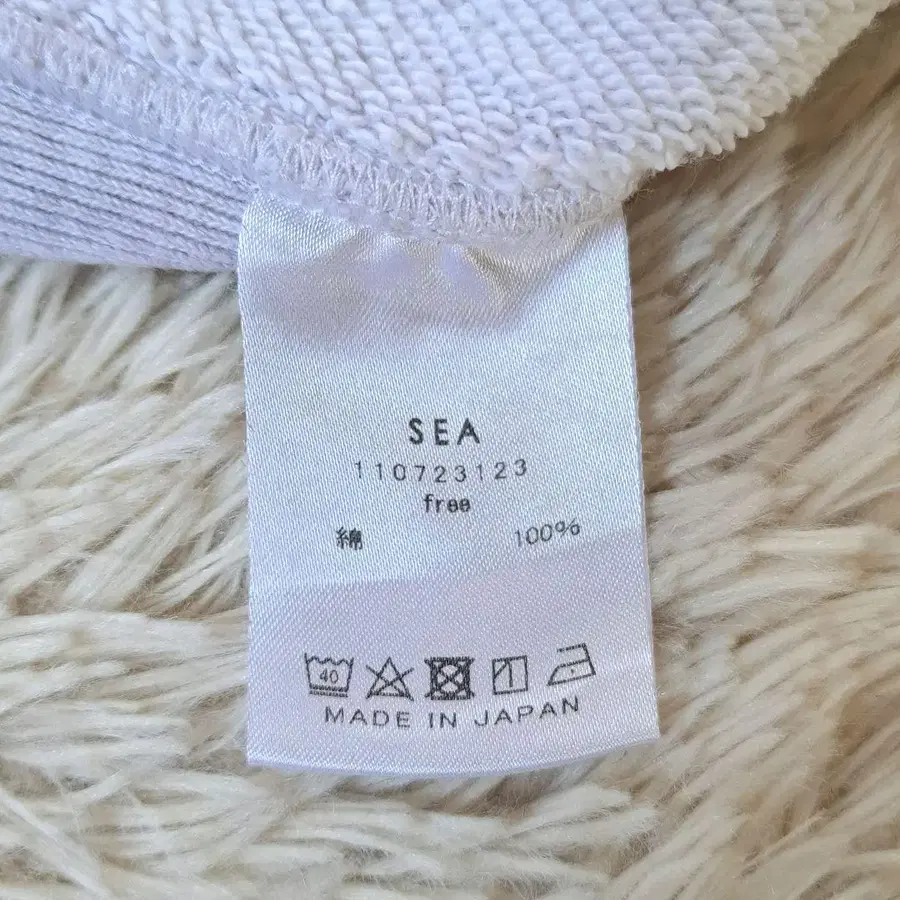 SEA
110723123
free
綿 100%
40
MADE IN JAPAN